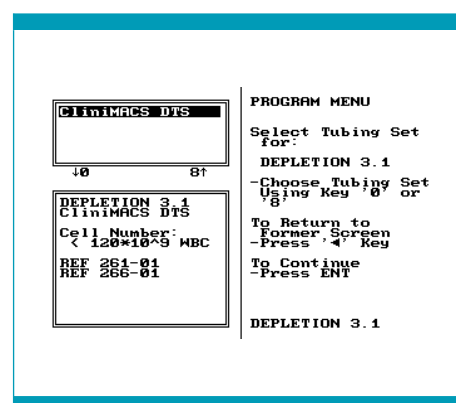 CliniMACS DTS
↓0 8↑
DEPLETION 3.1
CliniMACS DTS
Cell Number:
< 120*10^9 WBC
REF 261-01
REF 266-01
PROGRAM MENU
Select Tubing Set
for:
DEPLETION 3.1
-Choose Tubing Set
Using Key '0' or
'8'
To Return to
Former Screen
-Press '◄' Key
To Continue
-Press ENT
DEPLETION 3.1